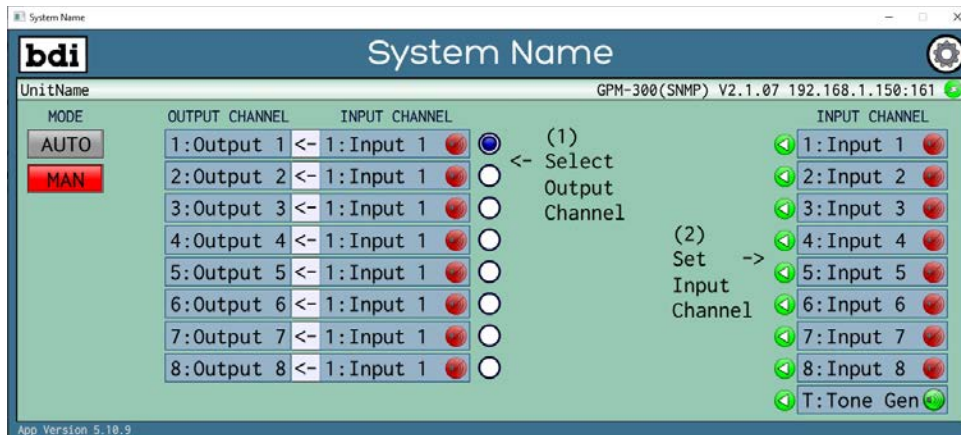 System Name
bdi
System Name
UnitName
GPM-300(SNMP) V2.1.07 192.168.1.150:161
MODE
AUTO
MAN
OUTPUT CHANNEL INPUT CHANNEL
1:Output 1 <- 1:Input 1
2:Output 2 <- 1:Input 1
3:Output 3 <- 1:Input 1
4:Output 4 <- 1:Input 1
5:Output 5 <- 1:Input 1
6:Output 6 <- 1:Input 1
7:Output 7 <- 1:Input 1
8:Output 8 <- 1:Input 1
(1)
<- Select
Output
Channel
(2)
Set ->
Input
Channel
INPUT CHANNEL
1:Input 1
2:Input 2
3:Input 3
4:Input 4
5:Input 5
6:Input 6
7:Input 7
8:Input 8
T:Tone Gen
App Version 5.10.9